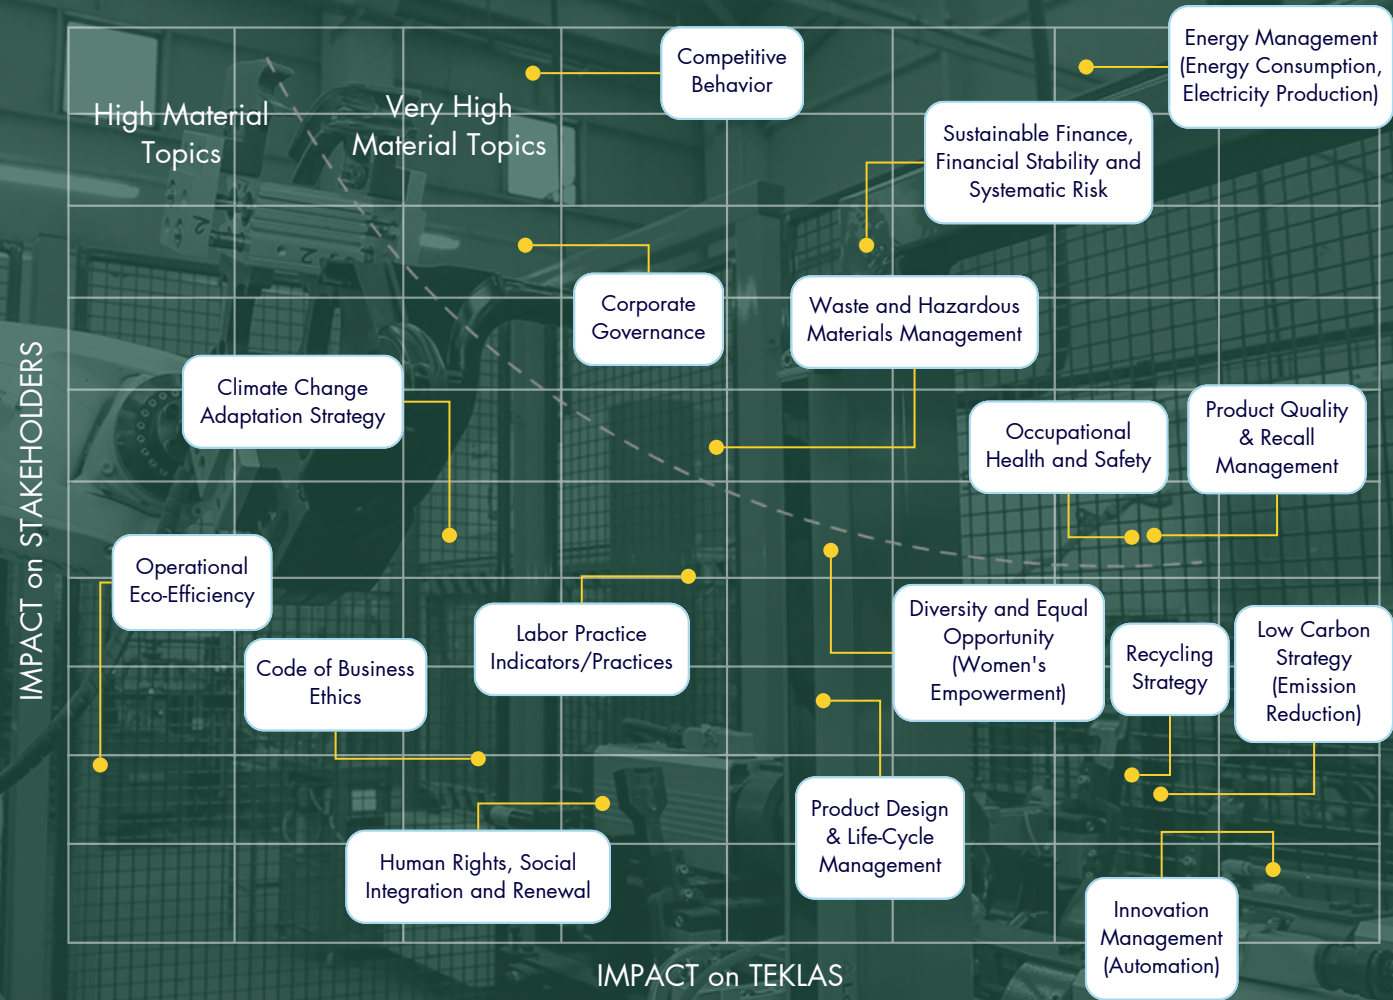 Competitive
Behavior
Energy Management
(Energy Consumption,
Electricity Production)
High Material
Topics
Very High
Material Topics
Sustainable Finance,
Financial Stability and
Systematic Risk
Corporate
Governance
Waste and Hazardous
Materials Management
Climate Change
Adaptation Strategy
Occupational
Health and Safety
Product Quality
& Recall
Management
IMPACT on STAKEHOLDERS
Operational
Eco-Efficiency
Labor Practice
Indicators/Practices
Diversity and Equal
Opportunity
(Women's
Empowerment)
Recycling
Strategy
Low Carbon
Strategy
(Emission
Reduction)
Code of Business
Ethics
Product Design
& Life-Cycle
Management
Human Rights, Social
Integration and Renewal
Innovation
Management
(Automation)
IMPACT on TEKLAS